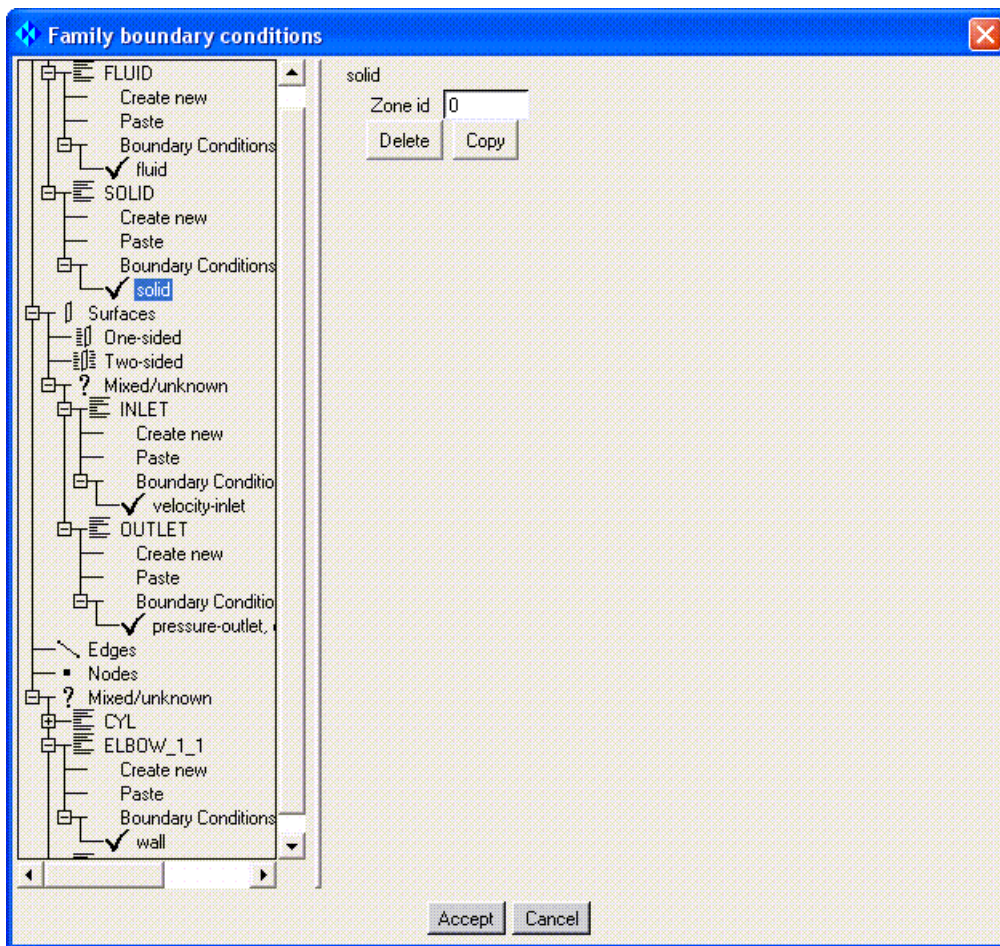 Family boundary conditions
FLUID
Create new
Paste
Boundary Conditions
fluid
SOLID
Create new
Paste
Boundary Conditions
solid
Surfaces
One-sided
Two-sided
? Mixed/unknown
INLET
Create new
Paste
Boundary Conditio
velocity-inlet
OUTLET
Create new
Paste
Boundary Conditio
pressure-outlet,
Edges
Nodes
? Mixed/unknown
CYL
ELBOW_1_1
Create new
Paste
Boundary Conditions
wall
solid
Zone id 0
Delete Copy
Accept Cancel